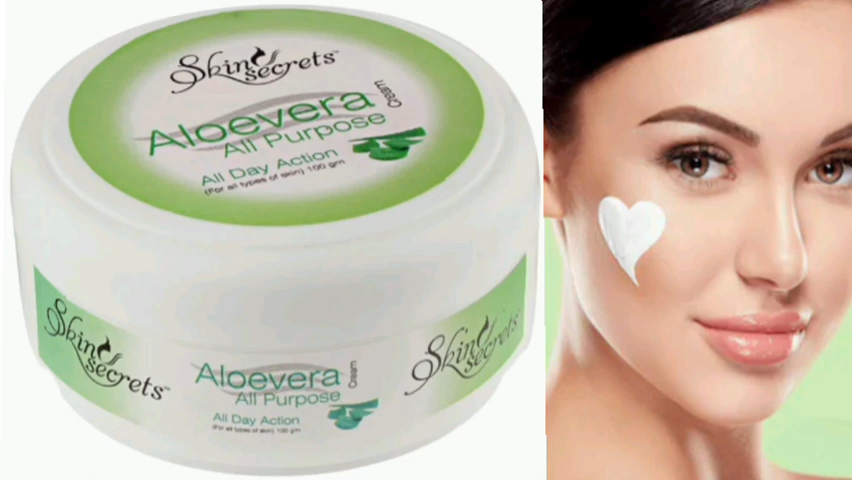 Skin
secrets™
Aloevera
Cream
All Purpose
All Day Action
(For all types of skin) 100 gm
Skin
secrets™
Aloevera
Cream
All Purpose
All Day Action
(For all types of skin) 100 gm
Skin
secrets